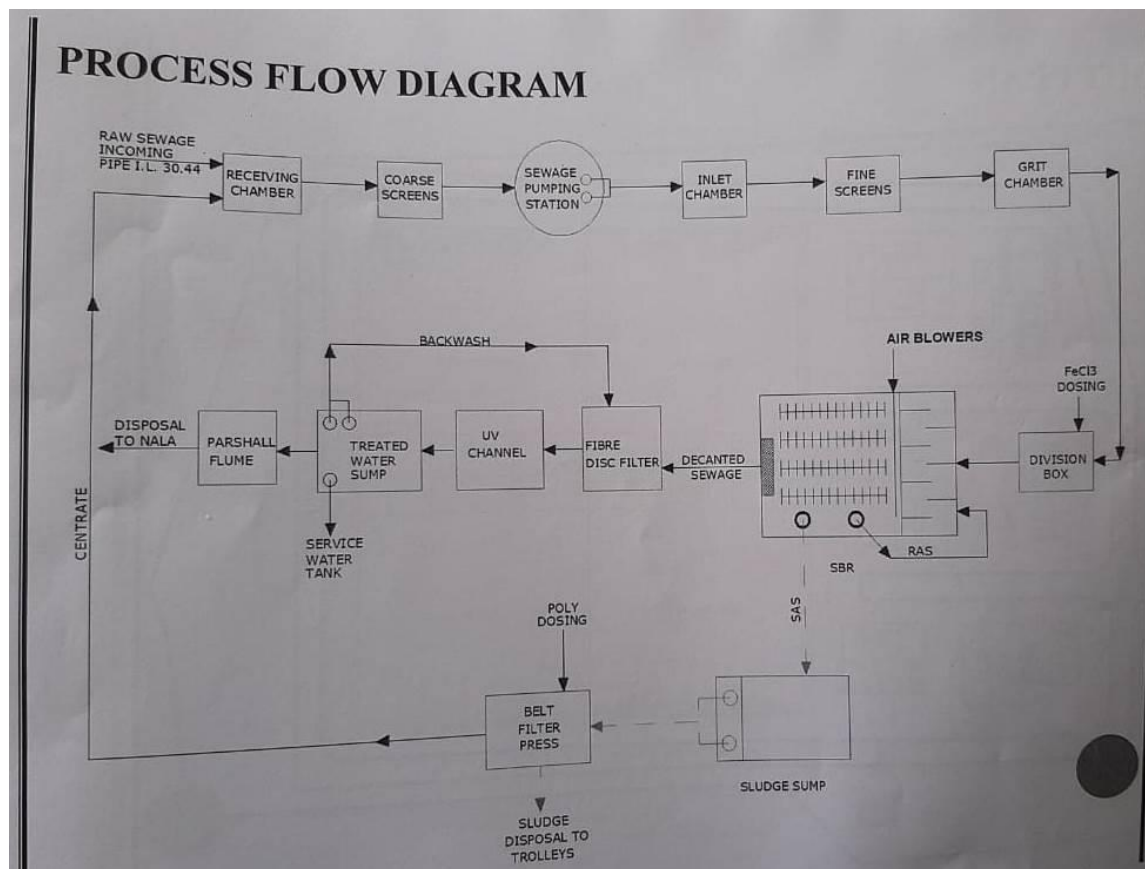 PROCESS FLOW DIAGRAM
RAW SEWAGE
INCOMING
PIPE I.L. 30.44
RECEIVING
CHAMBER
COARSE
SCREENS
SEWAGE
PUMPING
STATION
INLET
CHAMBER
FINE
SCREENS
GRIT
CHAMBER
BACKWASH
AIR BLOWERS
FeCl3
DOSING
DISPOSAL
TO NALA
PARSHALL
FLUME
TREATED
WATER
SUMP
UV
CHANNEL
FIBRE
DISC FILTER
DECANTED
SEWAGE
DIVISION
BOX
CENTRATE
SERVICE
WATER
TANK
RAS
SBR
SAS
POLY
DOSING
BELT
FILTER
PRESS
SLUDGE SUMP
SLUDGE
DISPOSAL TO
TROLLEYS